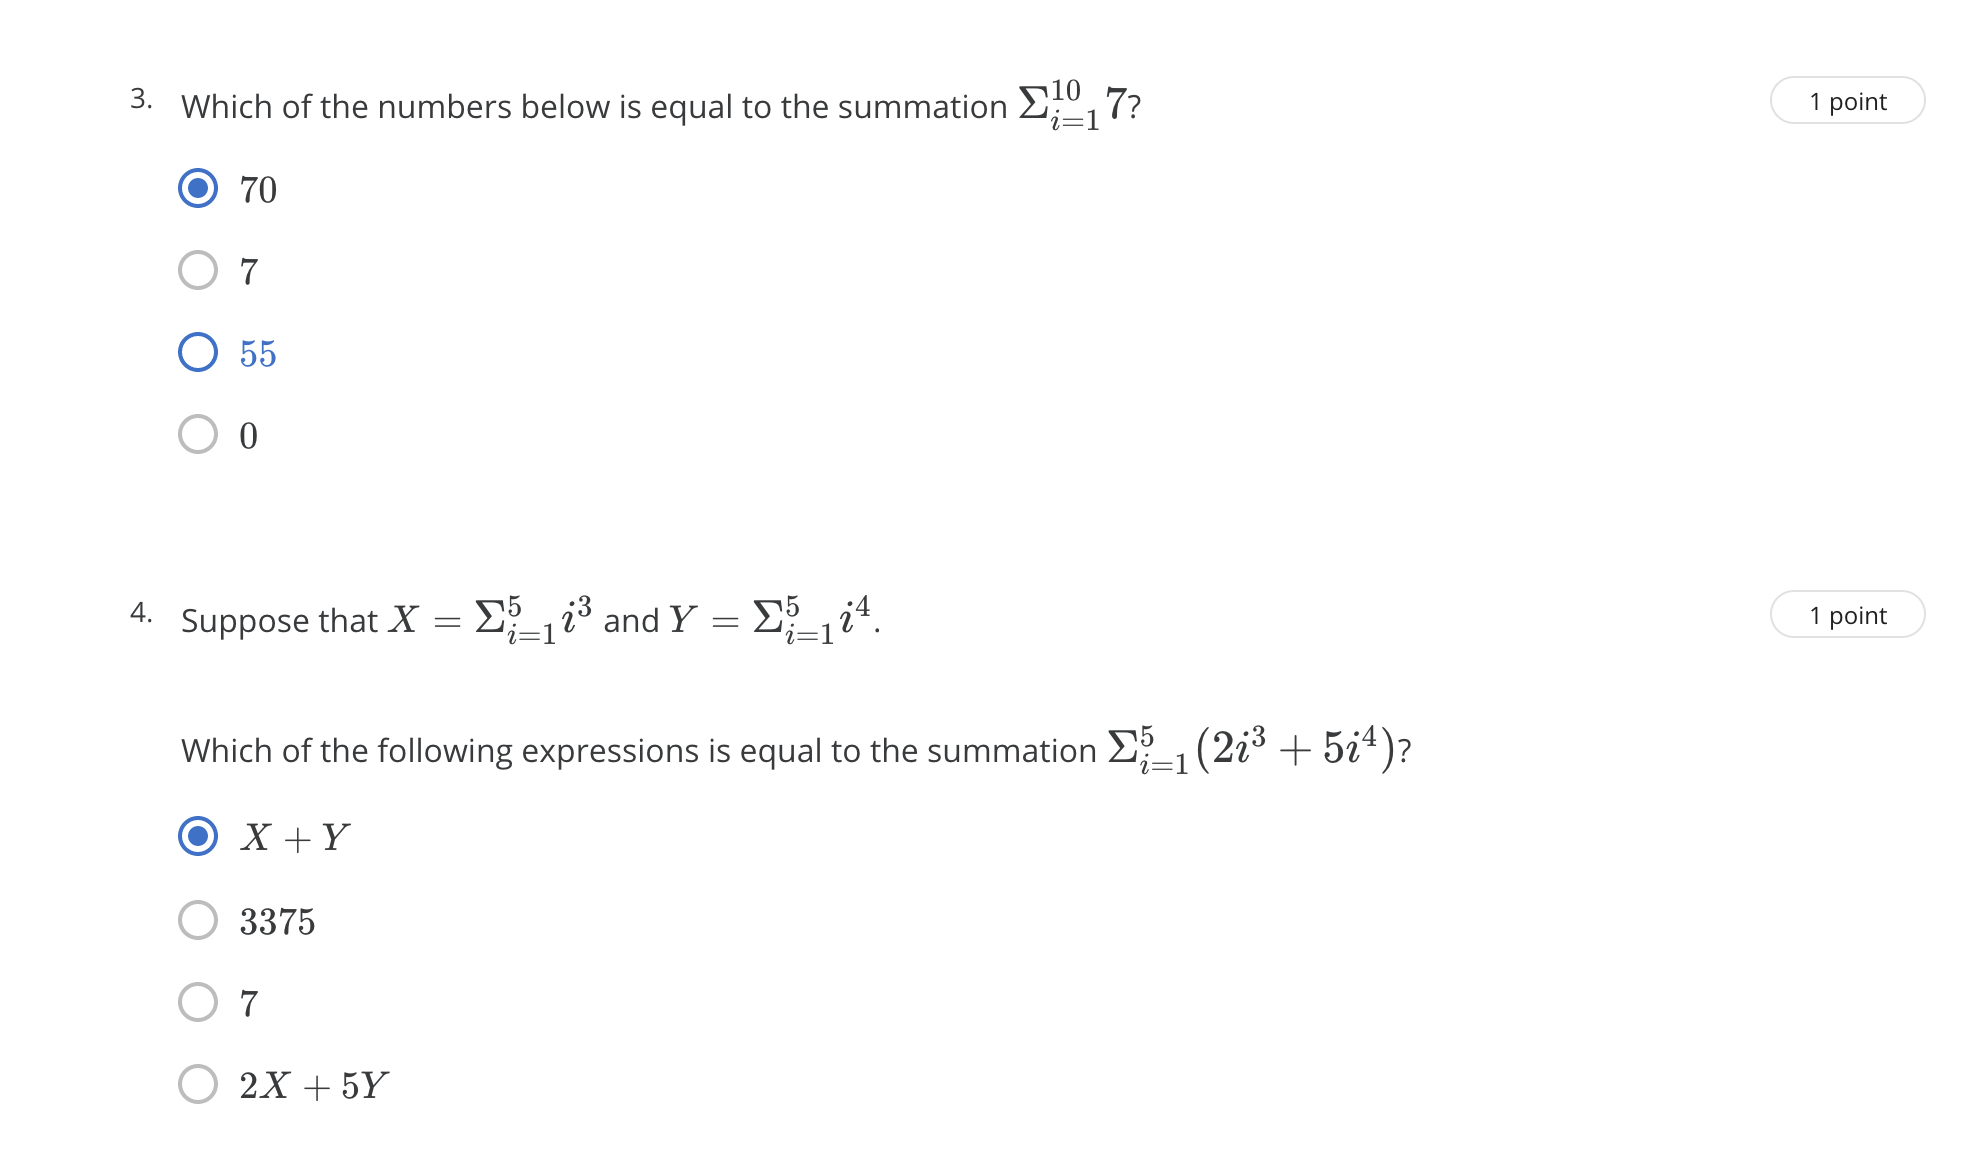 3. Which of the numbers below is equal to the summation $\Sigma_{i=1}^{10} 7$? 1 point
70
7
55
0
4. Suppose that $X = \Sigma_{i=1}^{5} i^3$ and $Y = \Sigma_{i=1}^{5} i^4$. 1 point
Which of the following expressions is equal to the summation $\Sigma_{i=1}^{5} (2i^3 + 5i^4)$?
$X + Y$
3375
7
$2X + 5Y$